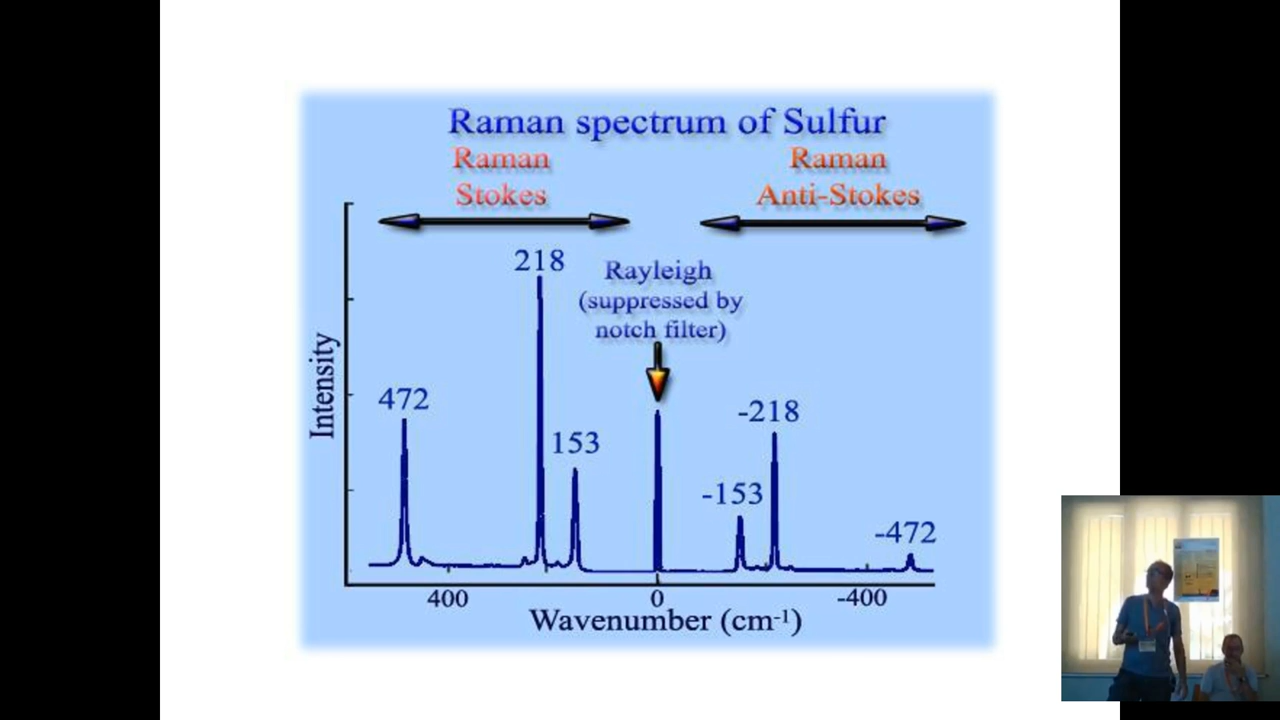 Raman spectrum of Sulfur
Raman
Stokes
Raman
Anti-Stokes
218
Rayleigh
(suppressed by
notch filter)
472
-218
153
-153
-472
Intensity
400
0
-400
Wavenumber (cm⁻¹)